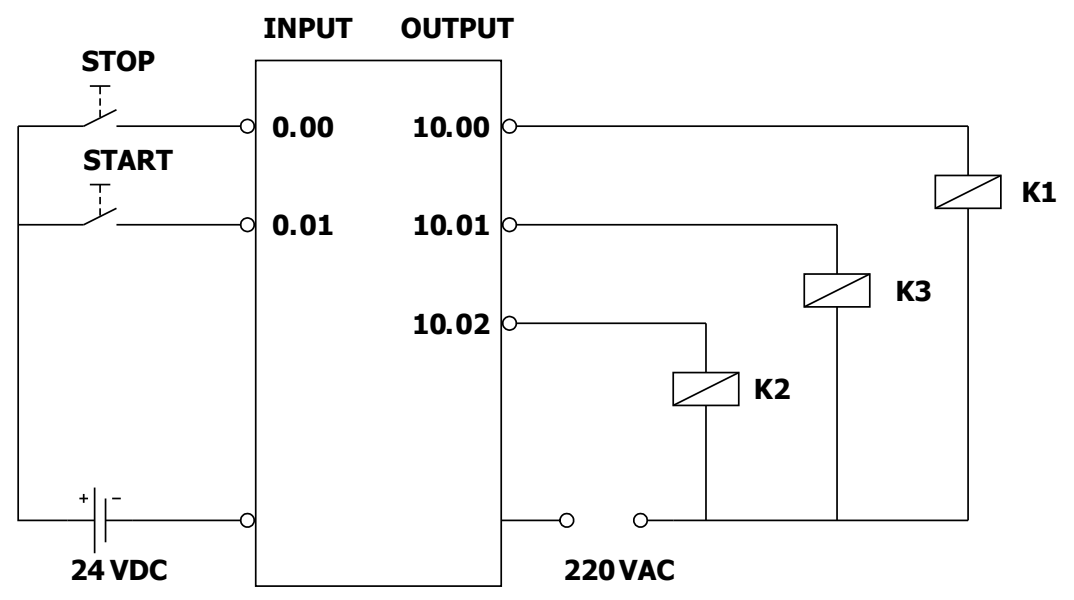 INPUT OUTPUT
STOP
0.00 10.00
START
K1
0.01 10.01
K3
10.02
K2
+ −
24 VDC 220 VAC